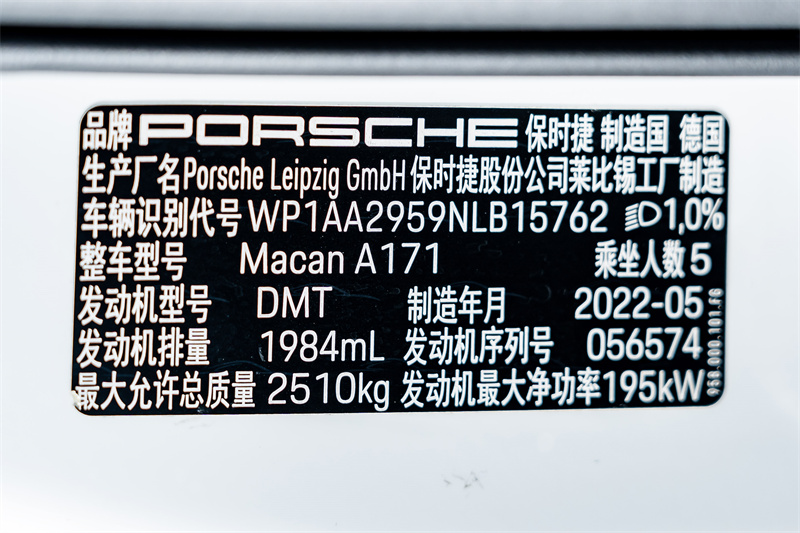 品牌 PORSCHE 保时捷 制造国 德国
生产厂名 Porsche Leipzig GmbH 保时捷股份公司莱比锡工厂制造
车辆识别代号 WP1AA2959NLB15762 1,0%
整车型号 Macan A171 乘坐人数 5
发动机型号 DMT 制造年月 2022-05
发动机排量 1984mL 发动机序列号 056574
最大允许总质量 2510kg 发动机最大净功率 195kW
958.000.101.F6